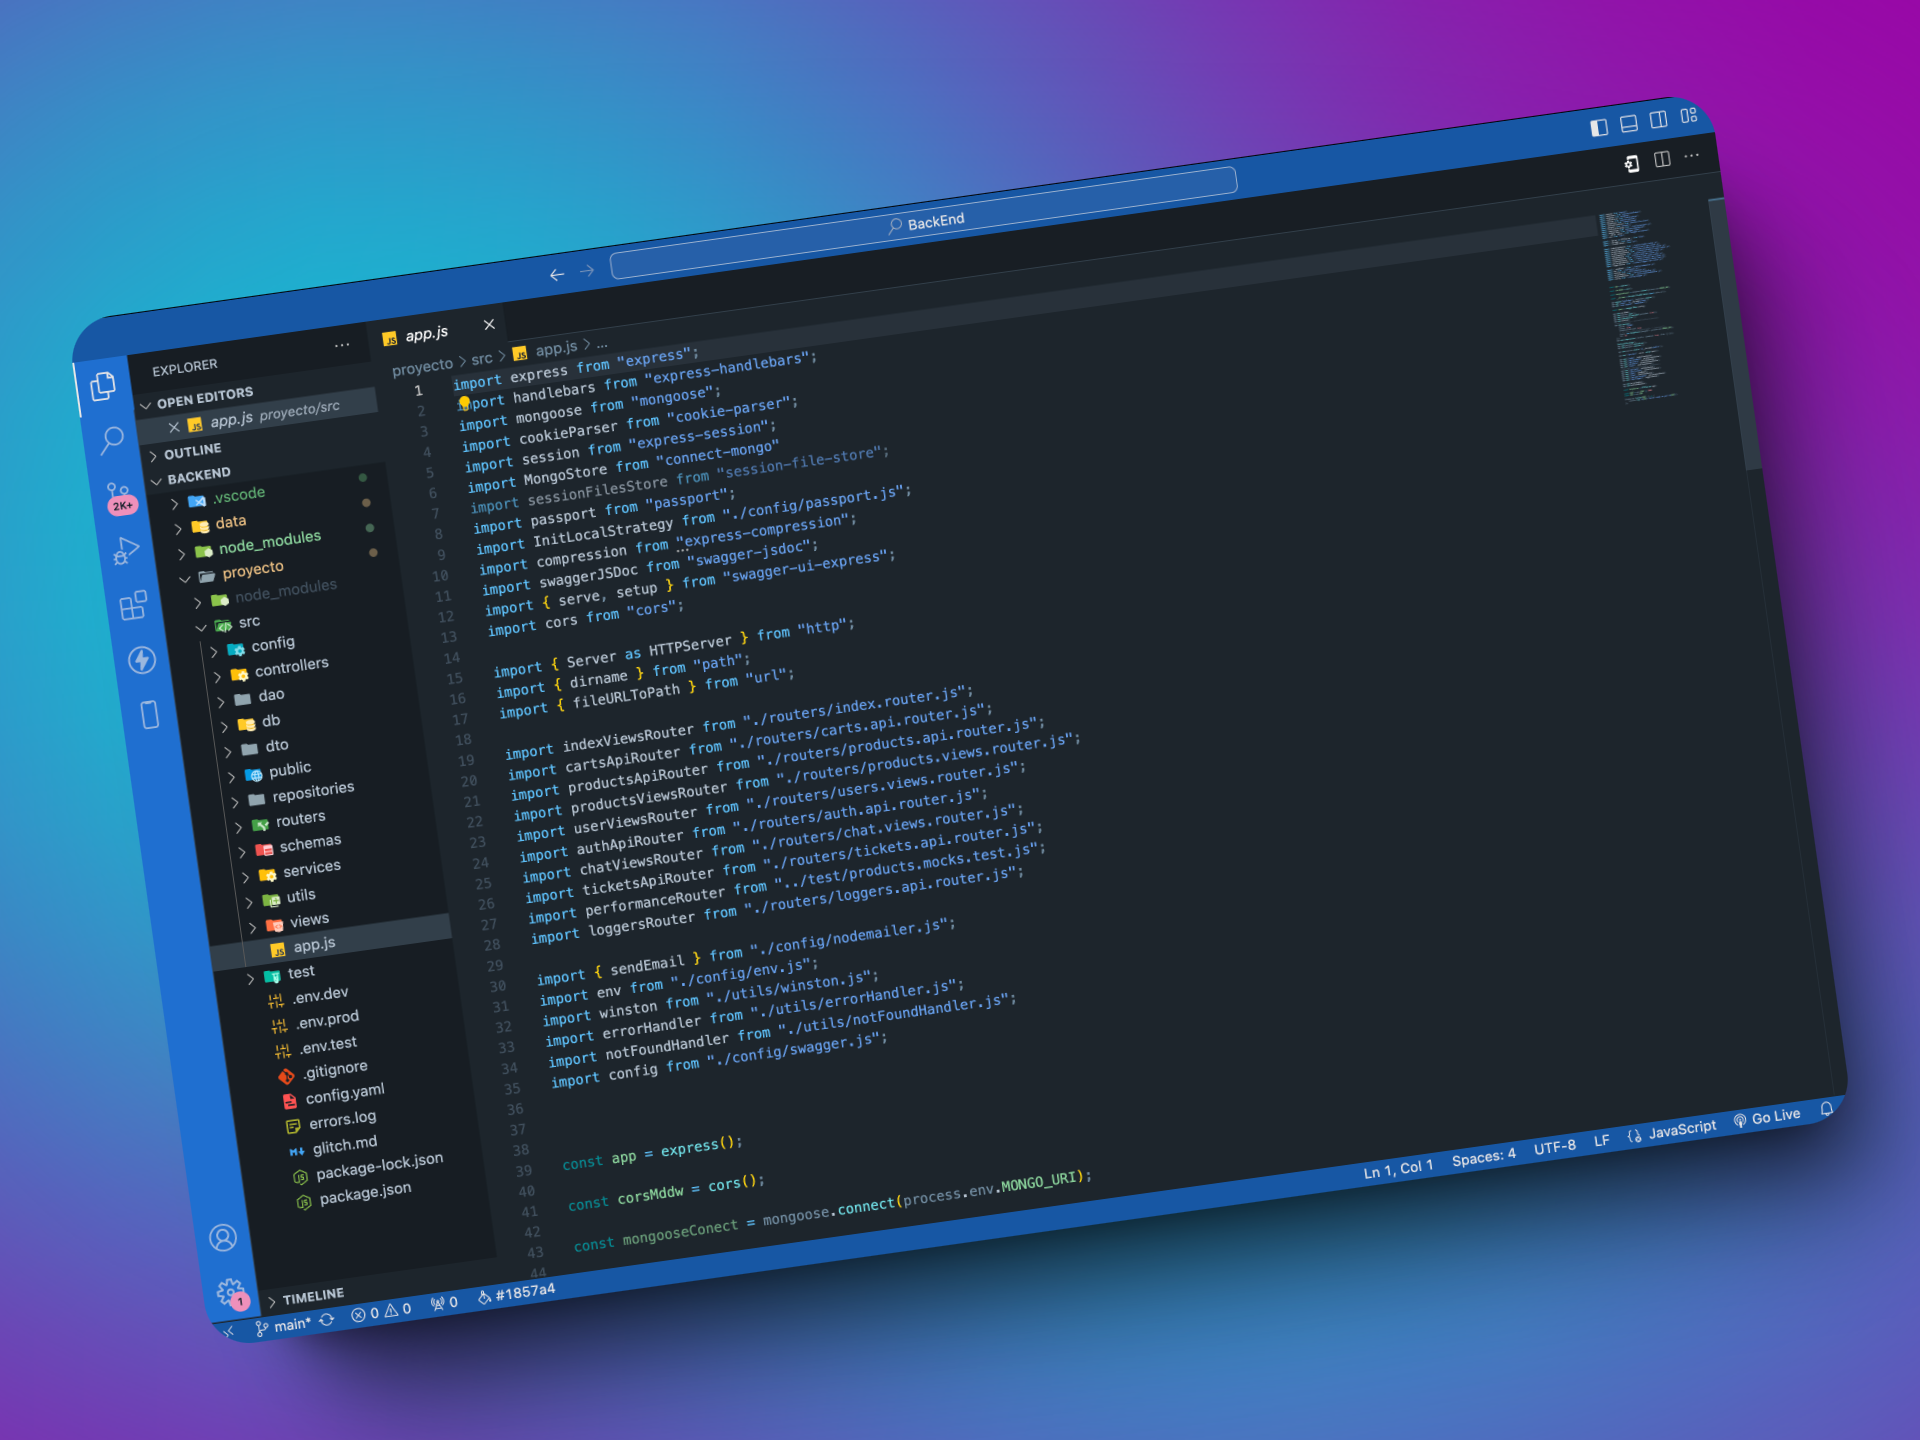 BackEnd
EXPLORER
OPEN EDITORS
app.js proyecto/src
OUTLINE
BACKEND
.vscode
data
node_modules
proyecto
node_modules
src
config
controllers
dao
db
dto
public
repositories
routers
schemas
services
utils
views
app.js
test
.env.dev
.env.prod
.env.test
.gitignore
config.yaml
errors.log
glitch.md
package-lock.json
package.json
TIMELINE
2K+
1
app.js
proyecto > src > app.js > ...
1 import express from "express";
2 import handlebars from "express-handlebars";
3 import mongoose from "mongoose";
4 import cookieParser from "cookie-parser";
5 import session from "express-session";
6 import MongoStore from "connect-mongo"
7 import sessionFilesStore from "session-file-store";
8 import passport from "passport";
9 import InitLocalStrategy from "./config/passport.js";
10 import compression from "express-compression";
11 import swaggerJSDoc from "swagger-jsdoc";
12 import { serve, setup } from "swagger-ui-express";
13 import cors from "cors";
14
15 import { Server as HTTPServer } from "http";
16 import { dirname } from "path";
17 import { fileURLToPath } from "url";
18
19 import indexViewsRouter from "./routers/index.router.js";
20 import cartsApiRouter from "./routers/carts.api.router.js";
21 import productsApiRouter from "./routers/products.api.router.js";
22 import productsViewsRouter from "./routers/products.views.router.js";
23 import userViewsRouter from "./routers/users.views.router.js";
24 import authApiRouter from "./routers/auth.api.router.js";
25 import chatViewsRouter from "./routers/chat.views.router.js";
26 import ticketsApiRouter from "./routers/tickets.api.router.js";
27 import performanceRouter from "../test/products.mocks.test.js";
28 import loggersRouter from "./routers/loggers.api.router.js";
29
30 import { sendEmail } from "./config/nodemailer.js";
31 import env from "./config/env.js";
32 import winston from "./utils/winston.js";
33 import errorHandler from "./utils/errorHandler.js";
34 import notFoundHandler from "./utils/notFoundHandler.js";
35 import config from "./config/swagger.js";
36
37
38
39 const app = express();
40
41 const corsMddw = cors();
42
43 const mongooseConect = mongoose.connect(process.env.MONGO_URI);
44
main* 0 0 0 #1857a4
Ln 1, Col 1 Spaces: 4 UTF-8 LF JavaScript Go Live